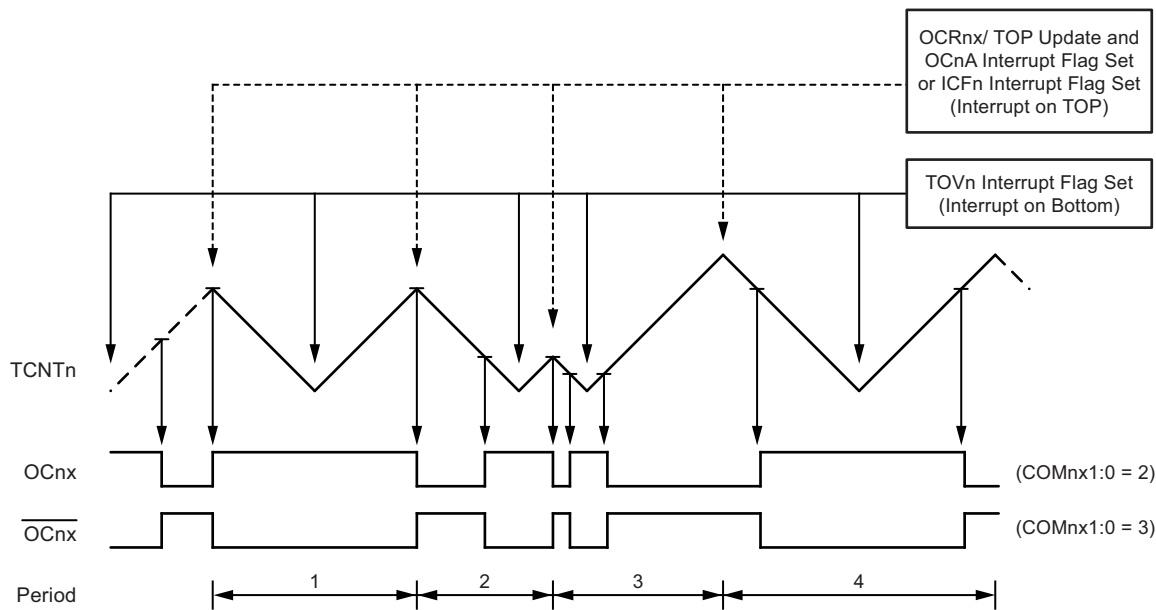 OCRnx/ TOP Update and
OCnA Interrupt Flag Set
or ICFn Interrupt Flag Set
(Interrupt on TOP)
TOVn Interrupt Flag Set
(Interrupt on Bottom)
TCNTn
OCnx
(COMnx1:0 = 2)
OCnx
(COMnx1:0 = 3)
Period
1
2
3
4